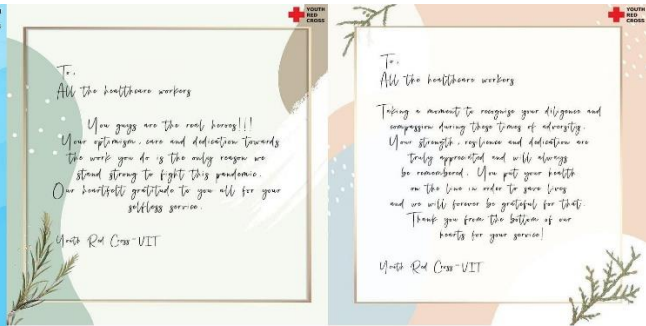 YOUTH
RED
CROSS
To,
All the healthcare workers
You guys are the real heroes!!!
Your optimism, care and dedication towards
the work you do is the only reason we
stand strong to fight this pandemic.
Our heartfelt gratitude to you all for your
selfless service.
Youth Red Cross-VIT
YOUTH
RED
CROSS
To,
All the healthcare workers
Taking a moment to recognise your diligence and
compassion during these times of adversity.
Your strength, resilience and dedication are
truly appreciated and will always
be remembered. You put your health
on the line in order to save lives
and we will forever be grateful for that.
Thank you from the bottom of our
hearts for your service!
Youth Red Cross-VIT